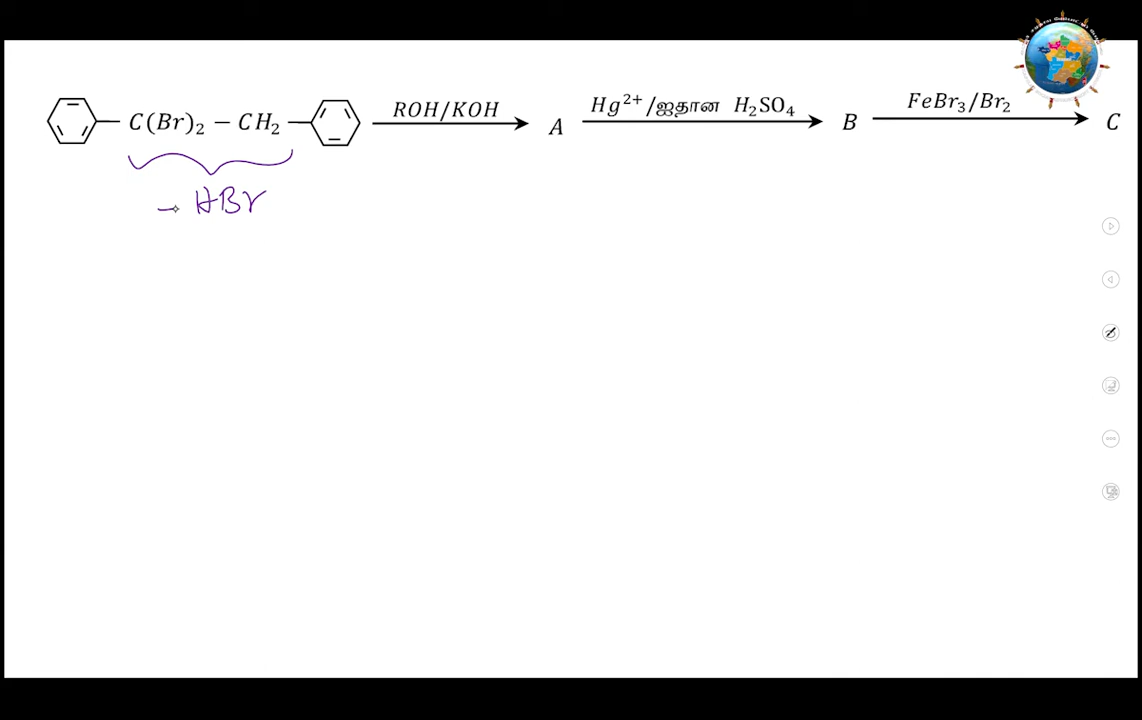 C(Br)₂ – CH₂ ROH/KOH A Hg²⁺/ஐதான H₂SO₄ B FeBr₃/Br₂ C
– HBr